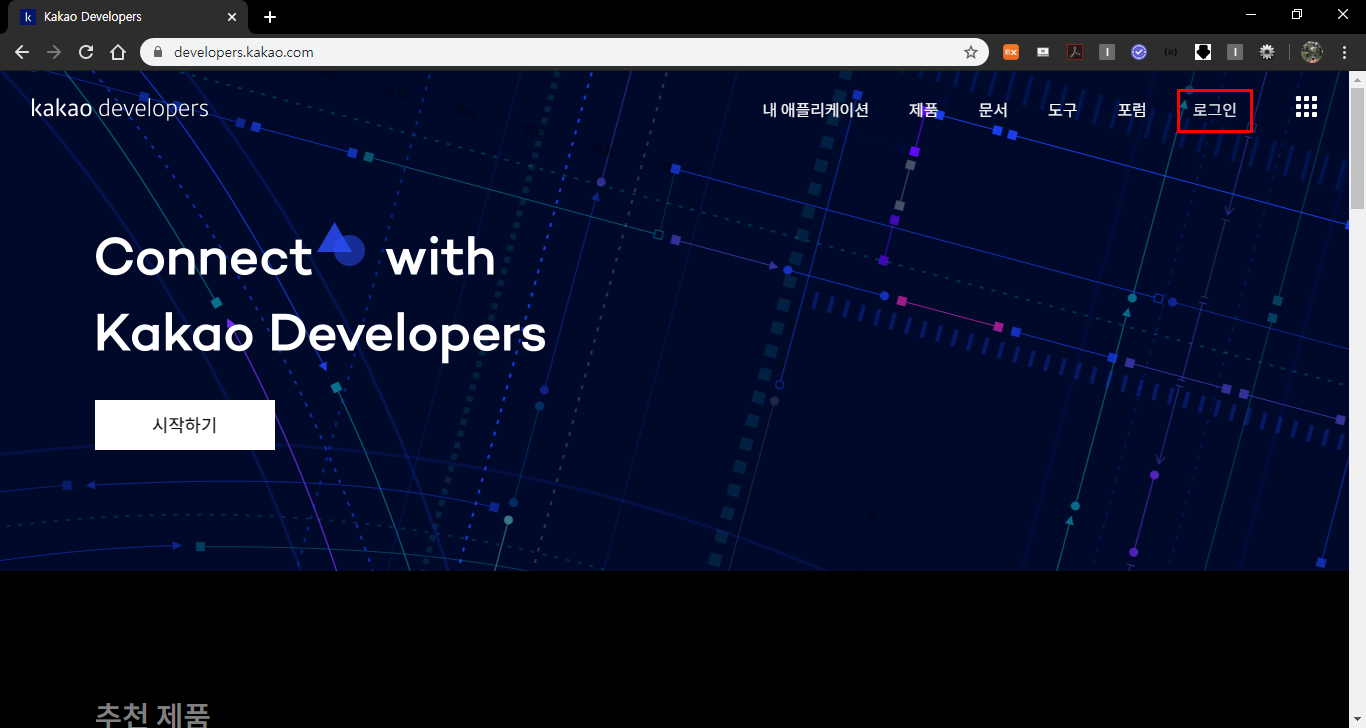 Kakao Developers
developers.kakao.com
kakao developers
내 애플리케이션 제품 문서 도구 포럼 로그인
Connect with
Kakao Developers
시작하기
추천 제품